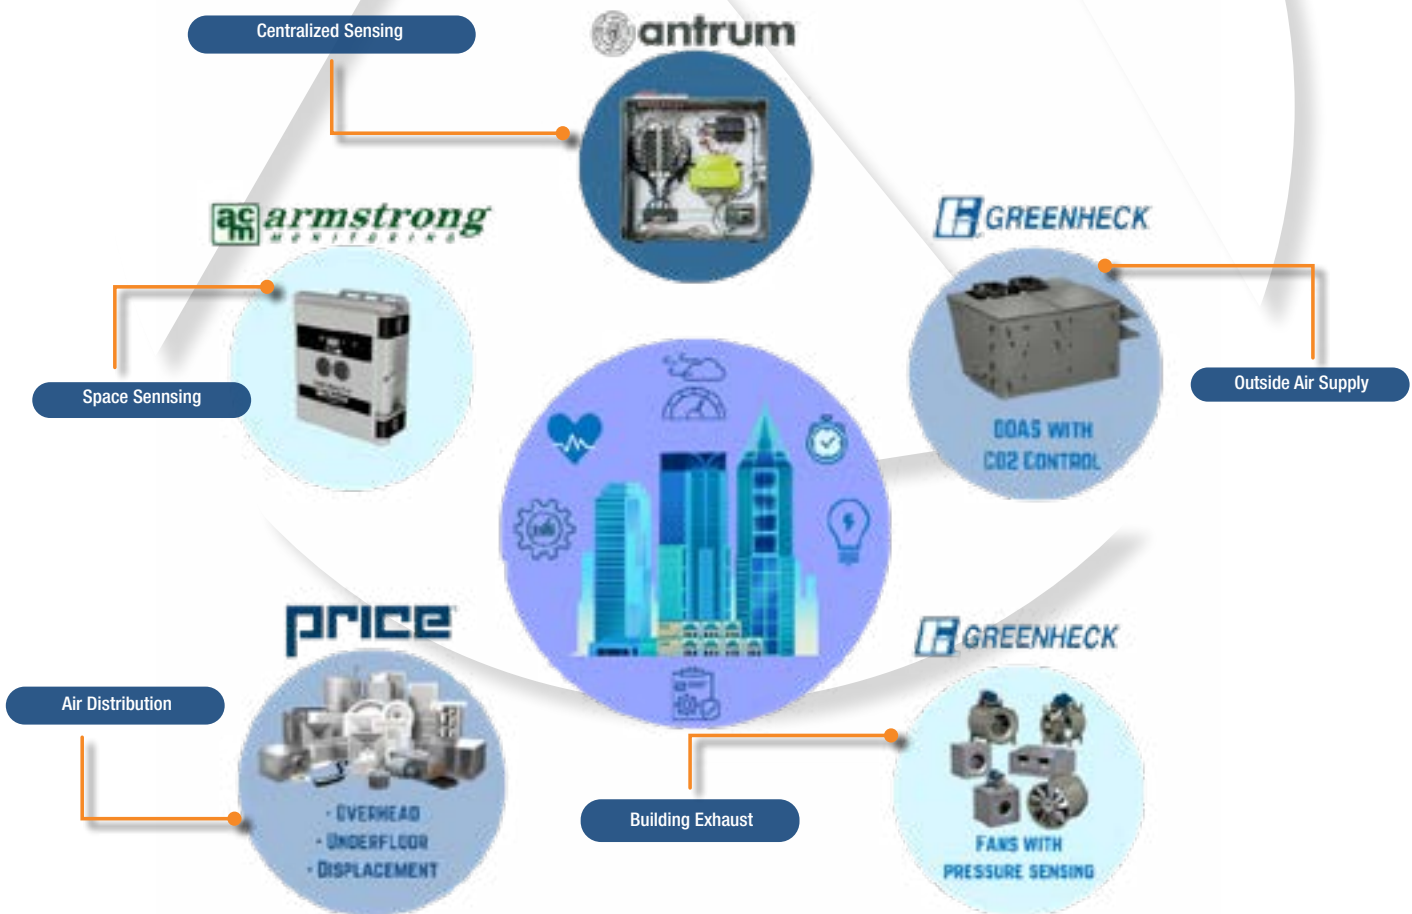 Centralized Sensing
antrum
acm armstrong
MONITORING
GREENHECK
Space Sennsing
Outside Air Supply
DOAS WITH
CO2 CONTROL
PRICE
GREENHECK
Air Distribution
Building Exhaust
· OVERHEAD
· UNDERFLOOR
· DISPLACEMENT
FANS WITH
PRESSURE SENSING